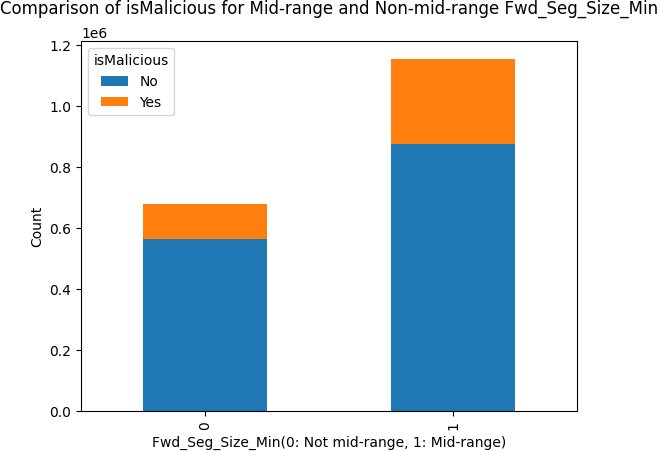 Comparison of isMalicious for Mid-range and Non-mid-range Fwd_Seg_Size_Min
1e6
isMalicious
No
Yes
1.2
1.0
0.8
0.6
0.4
0.2
0.0
Count
0
1
Fwd_Seg_Size_Min(0: Not mid-range, 1: Mid-range)